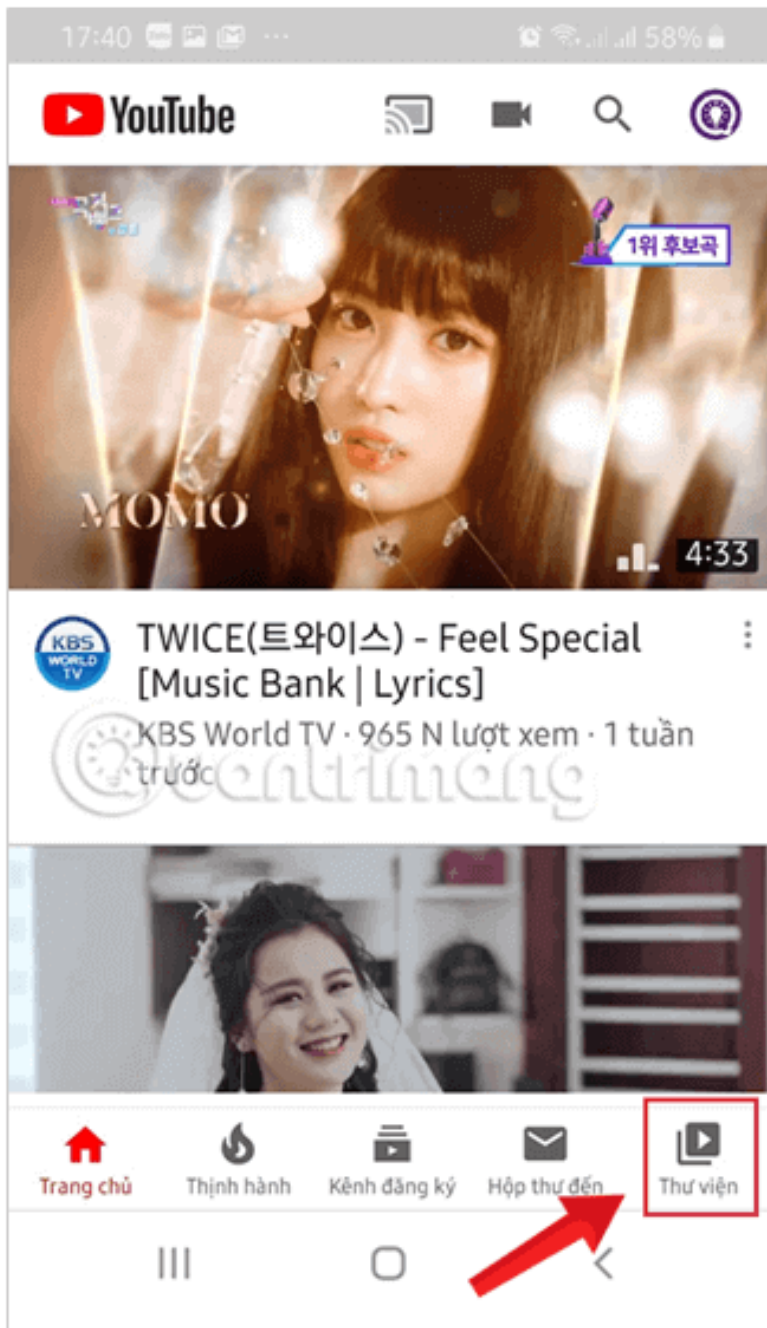 17:40
58%
YouTube
1위 후보곡
MOMO
4:33
KBS
WORLD
TV
TWICE(트와이스) - Feel Special
[Music Bank | Lyrics]
KBS World TV · 965 N lượt xem · 1 tuần
trước
Quantrimang
Trang chủ
Thịnh hành
Kênh đăng ký
Hộp thư đến
Thư viện